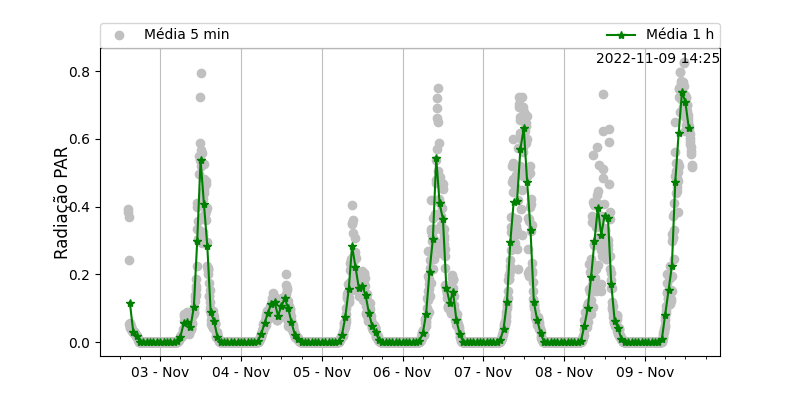 Média 5 min
Média 1 h
2022-11-09 14:25
Radiação PAR
0.8
0.6
0.4
0.2
0.0
03 - Nov
04 - Nov
05 - Nov
06 - Nov
07 - Nov
08 - Nov
09 - Nov